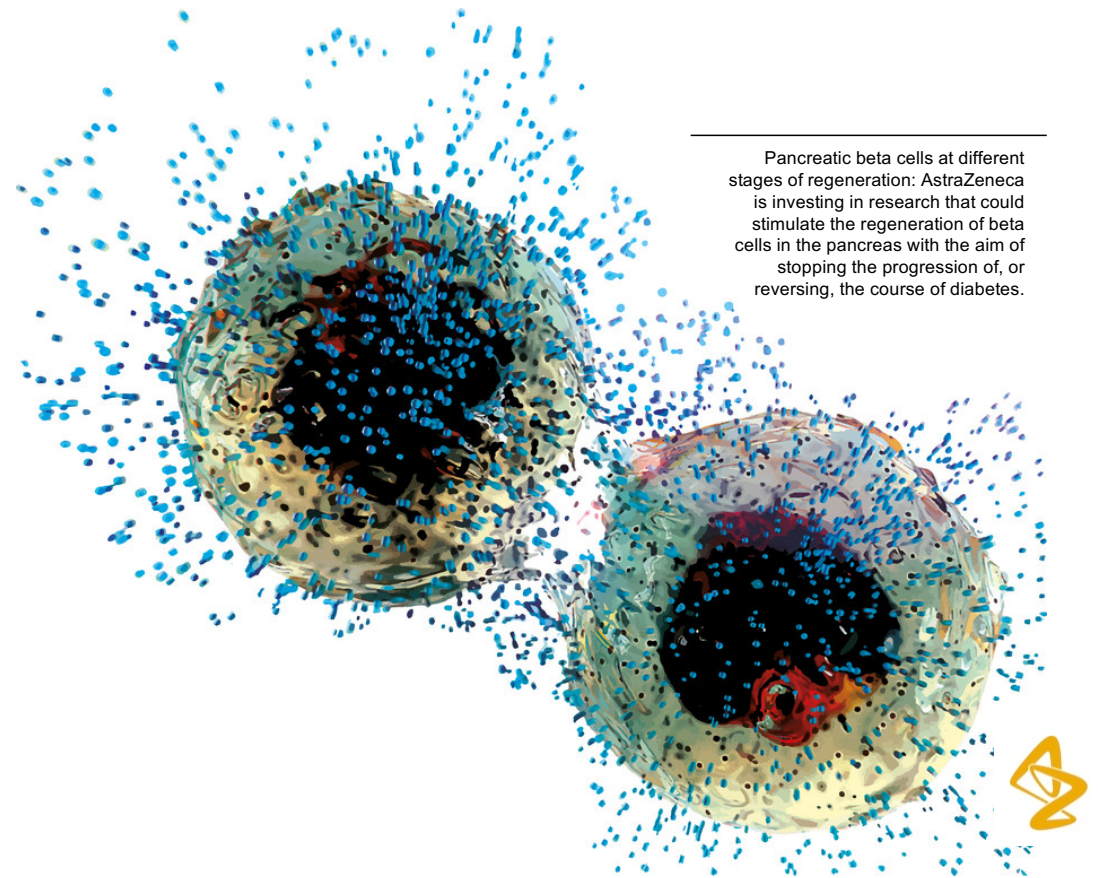 Pancreatic beta cells at different
stages of regeneration: AstraZeneca
is investing in research that could
stimulate the regeneration of beta
cells in the pancreas with the aim of
stopping the progression of, or
reversing, the course of diabetes.